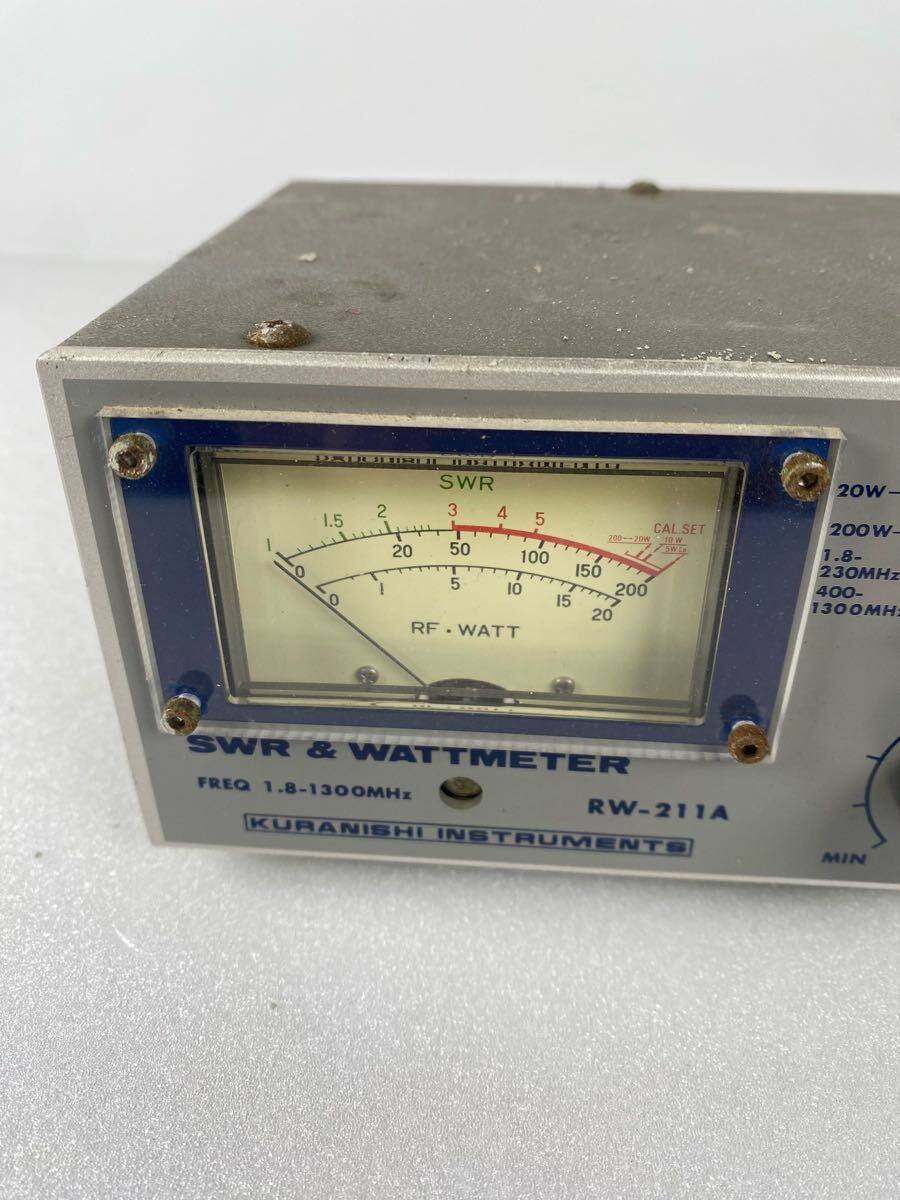 SWR
1 1.5 2 3 4 5 CAL SET
200-20W 10 W
5W
0 20 50 100 150 200
0 1 5 10 15 20
RF · WATT
20W
200W
1.8-
230MHz
400-
1300MHz
SWR & WATTMETER
FREQ 1.8-1300MHz
RW-211A
KURANISHI INSTRUMENTS
MIN